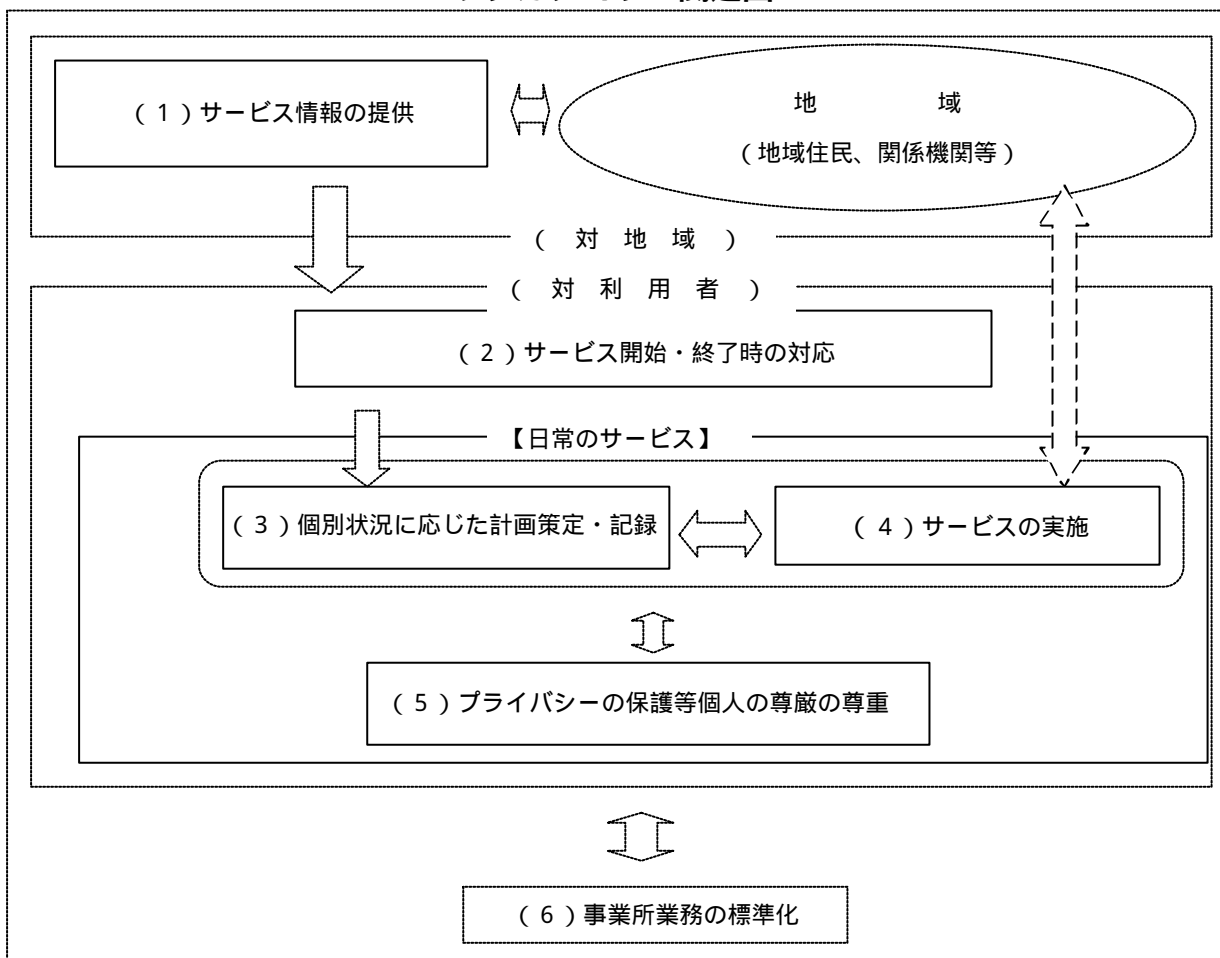 （１）サービス情報の提供
地　域
（地域住民、関係機関等）
（対地域）
（対利用者）
（２）サービス開始・終了時の対応
【日常のサービス】
（３）個別状況に応じた計画策定・記録
（４）サービスの実施
（５）プライバシーの保護等個人の尊厳の尊重
（６）事業所業務の標準化